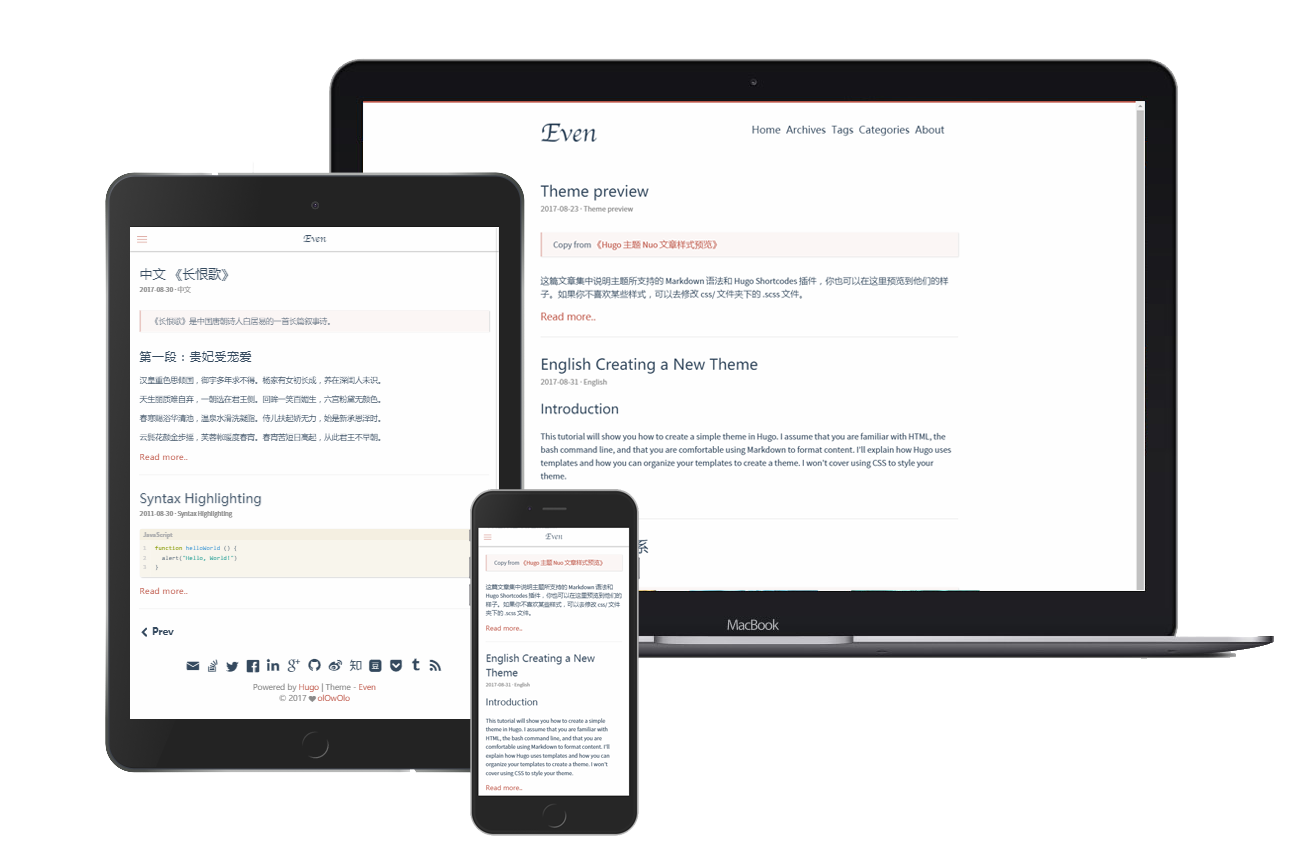 Even
Home Archives Tags Categories About
Theme preview
2017-08-23 · Theme preview
Copy from 《Hugo 主题 Nuo 文章样式预览》
这篇文章集中说明主题所支持的 Markdown 语法和 Hugo Shortcodes 插件，你也可以在这里预览到他们的样
子。如果你不喜欢某些样式，可以去修改 css/ 文件夹下的 .scss 文件。
Read more..
English Creating a New Theme
2017-08-31 · English
Introduction
This tutorial will show you how to create a simple theme in Hugo. I assume that you are familiar with HTML, the
bash command line, and that you are comfortable using Markdown to format content. I'll explain how Hugo uses
templates and how you can organize your templates to create a theme. I won't cover using CSS to style your
theme.
系
MacBook
Even
中文 《长恨歌》
2017-08-30 · 中文
《长恨歌》是中国唐朝诗人白居易的一首长篇叙事诗。
第一段：贵妃受宠爱
汉皇重色思倾国，御宇多年求不得。杨家有女初长成，养在深闺人未识。
天生丽质难自弃，一朝选在君王侧。回眸一笑百媚生，六宫粉黛无颜色。
春寒赐浴华清池，温泉水滑洗凝脂。侍儿扶起娇无力，始是新承恩泽时。
云鬓花颜金步摇，芙蓉帐暖度春宵。春宵苦短日高起，从此君王不早朝。
Read more..
Syntax Highlighting
2011-08-30 · Syntax Highlighting
JavaScript
1 function helloWorld () {
2 alert("Hello, World!")
3 }
Read more..
Prev
知 豆
Powered by Hugo | Theme - Even
© 2017 olOwOlo
Even
Copy from 《Hugo 主题 Nuo 文章样式预览》
这篇文章集中说明主题所支持的 Markdown 语法和
Hugo Shortcodes 插件，你也可以在这里预览到他们的
样子。如果你不喜欢某些样式，可以去修改 css/ 文件
夹下的 .scss 文件。
Read more..
English Creating a New
Theme
2017-08-31 · English
Introduction
This tutorial will show you how to create a simple
theme in Hugo. I assume that you are familiar with
HTML, the bash command line, and that you are
comfortable using Markdown to format content. I'll
explain how Hugo uses templates and how you can
organize your templates to create a theme. I won't
cover using CSS to style your theme.
Read more..